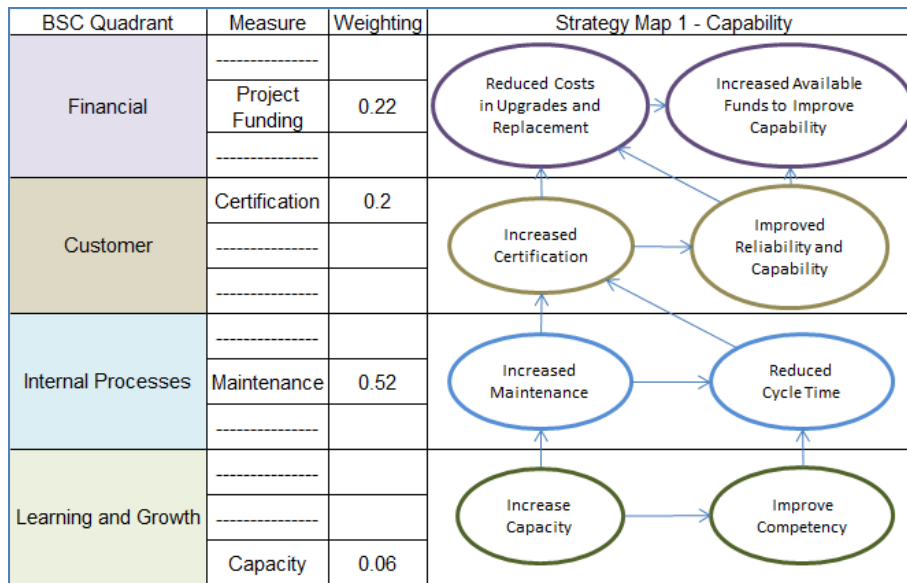 BSC Quadrant Measure Weighting Strategy Map 1 - Capability
Financial
---------------
Project
Funding
0.22
---------------
Reduced Costs
in Upgrades and
Replacement
Increased Available
Funds to Improve
Capability
Customer
Certification 0.2
---------------
---------------
Increased
Certification
Improved
Reliability and
Capability
Internal Processes
---------------
Maintenance 0.52
---------------
Increased
Maintenance
Reduced
Cycle Time
Learning and Growth
---------------
---------------
Capacity 0.06
Increase
Capacity
Improve
Competency